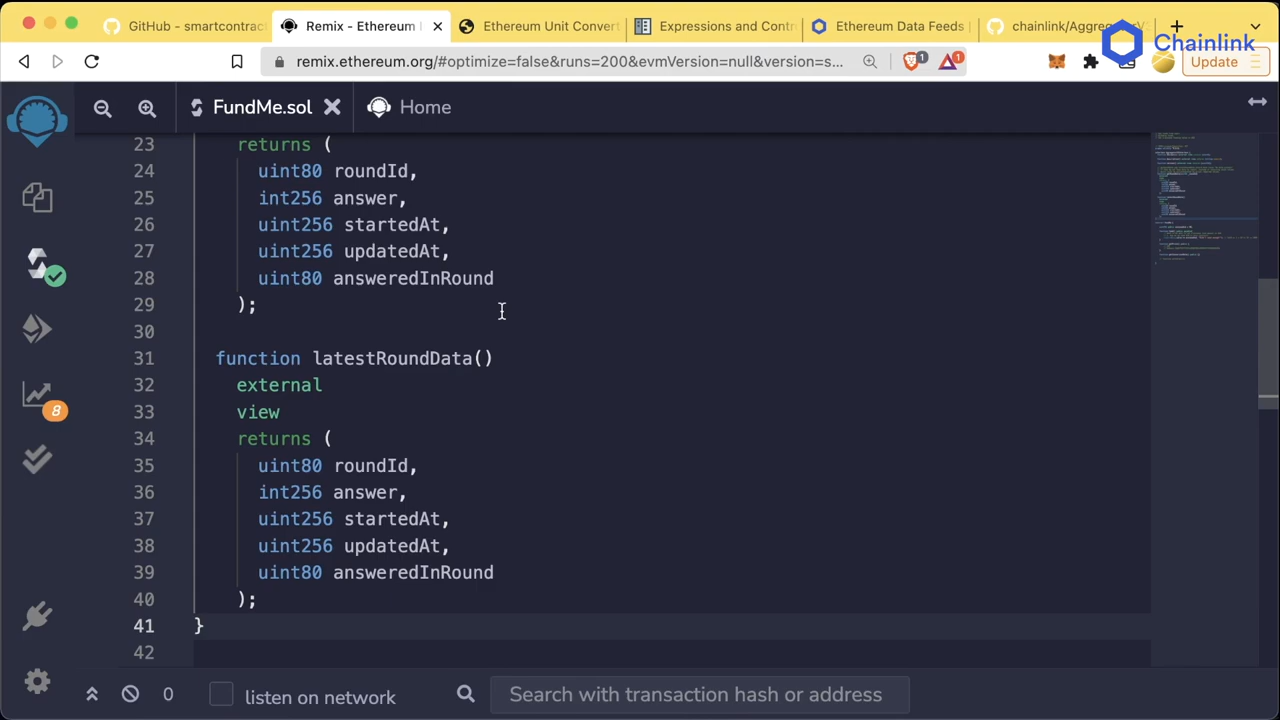 GitHub - smartcontrac
Remix - Ethereum I
Ethereum Unit Convert
Expressions and Contr
Ethereum Data Feeds |
chainlink/Aggre
Chainlink
remix.ethereum.org/#optimize=false&runs=200&evmVersion=null&version=s...
1
1
Update
FundMe.sol
Home
23 returns (
24 uint80 roundId,
25 int256 answer,
26 uint256 startedAt,
27 uint256 updatedAt,
28 uint80 answeredInRound
29 );
30
31 function latestRoundData()
32 external
33 view
34 returns (
35 uint80 roundId,
36 int256 answer,
37 uint256 startedAt,
38 uint256 updatedAt,
39 uint80 answeredInRound
40 );
41 }
42
8
0
listen on network
Search with transaction hash or address